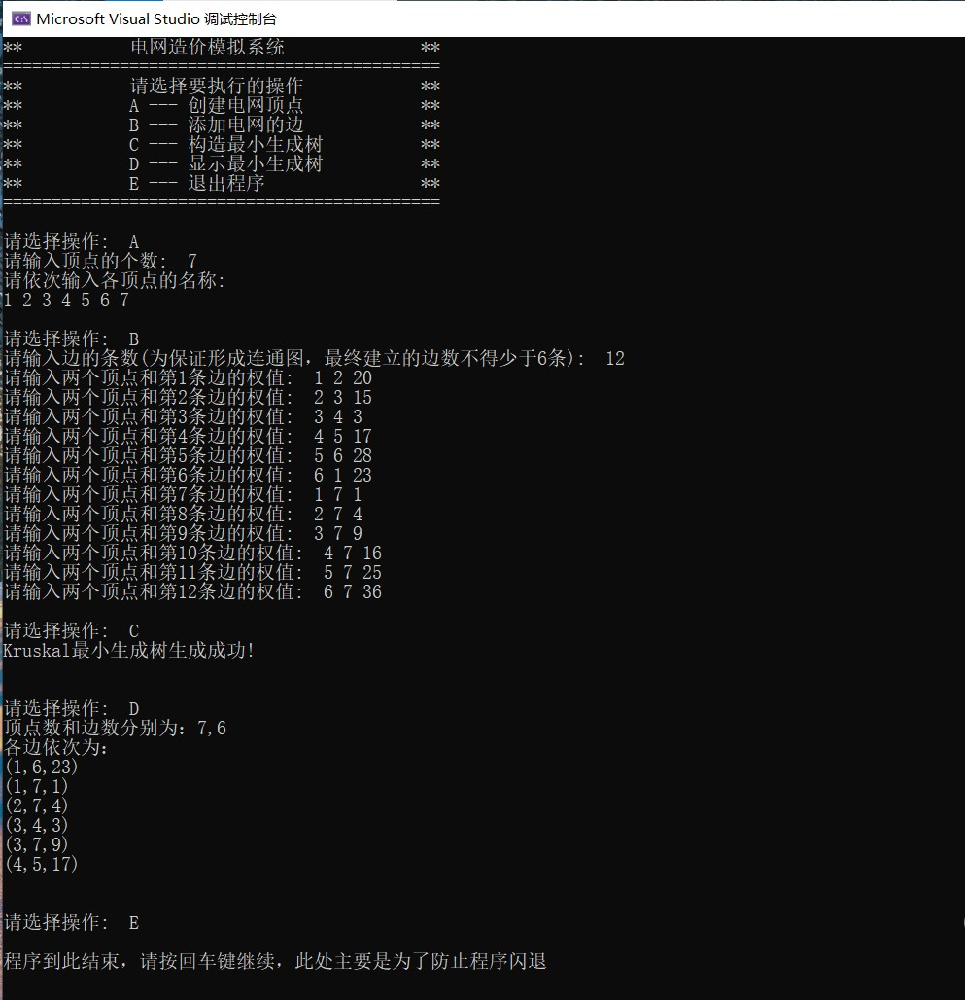 Microsoft Visual Studio 调试控制台
** 电网造价模拟系统 **
=============================================
** 请选择要执行的操作 **
** A --- 创建电网顶点 **
** B --- 添加电网的边 **
** C --- 构造最小生成树 **
** D --- 显示最小生成树 **
** E --- 退出程序 **
=============================================
请选择操作: A
请输入顶点的个数: 7
请依次输入各顶点的名称:
1 2 3 4 5 6 7
请选择操作: B
请输入边的条数(为保证形成连通图，最终建立的边数不得少于6条): 12
请输入两个顶点和第1条边的权值: 1 2 20
请输入两个顶点和第2条边的权值: 2 3 15
请输入两个顶点和第3条边的权值: 3 4 3
请输入两个顶点和第4条边的权值: 4 5 17
请输入两个顶点和第5条边的权值: 5 6 28
请输入两个顶点和第6条边的权值: 6 1 23
请输入两个顶点和第7条边的权值: 1 7 1
请输入两个顶点和第8条边的权值: 2 7 4
请输入两个顶点和第9条边的权值: 3 7 9
请输入两个顶点和第10条边的权值: 4 7 16
请输入两个顶点和第11条边的权值: 5 7 25
请输入两个顶点和第12条边的权值: 6 7 36
请选择操作: C
Kruskal最小生成树生成成功!
请选择操作: D
顶点数和边数分别为：7,6
各边依次为：
(1,6,23)
(1,7,1)
(2,7,4)
(3,4,3)
(3,7,9)
(4,5,17)
请选择操作: E
程序到此结束，请按回车键继续，此处主要是为了防止程序闪退